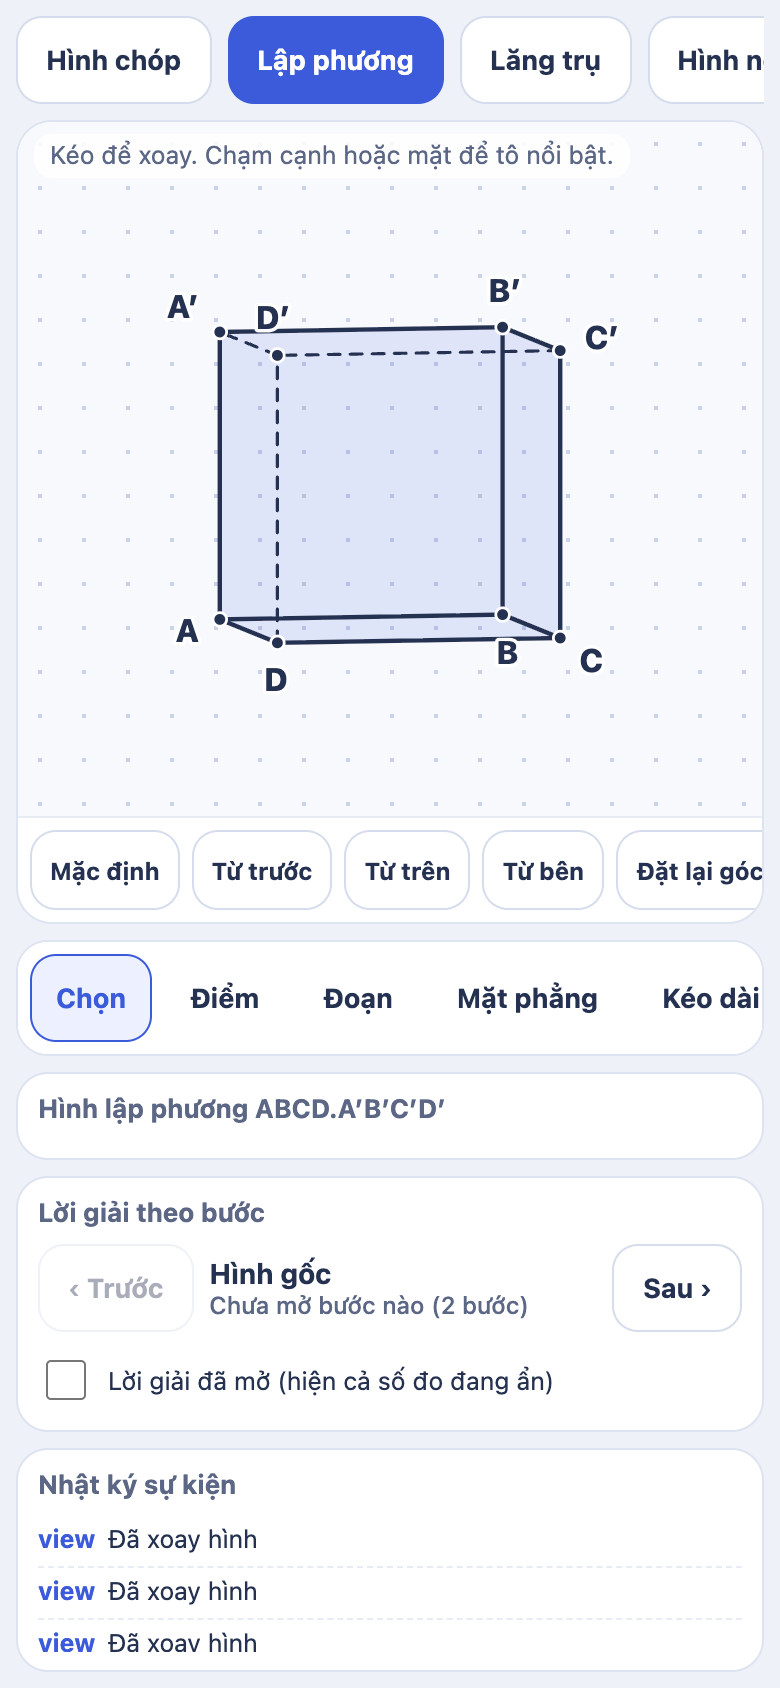 Hình chóp
Lập phương
Lăng trụ
Hình n
Kéo để xoay. Chạm cạnh hoặc mặt để tô nổi bật.
B′
A′
D′
C′
A
B
C
D
Mặc định
Từ trước
Từ trên
Từ bên
Đặt lại góc
Chọn
Điểm
Đoạn
Mặt phẳng
Kéo dài
Hình lập phương ABCD.A′B′C′D′
Lời giải theo bước
‹ Trước
Hình gốc
Chưa mở bước nào (2 bước)
Sau ›
Lời giải đã mở (hiện cả số đo đang ẩn)
Nhật ký sự kiện
view Đã xoay hình
view Đã xoay hình
view Đã xoay hình